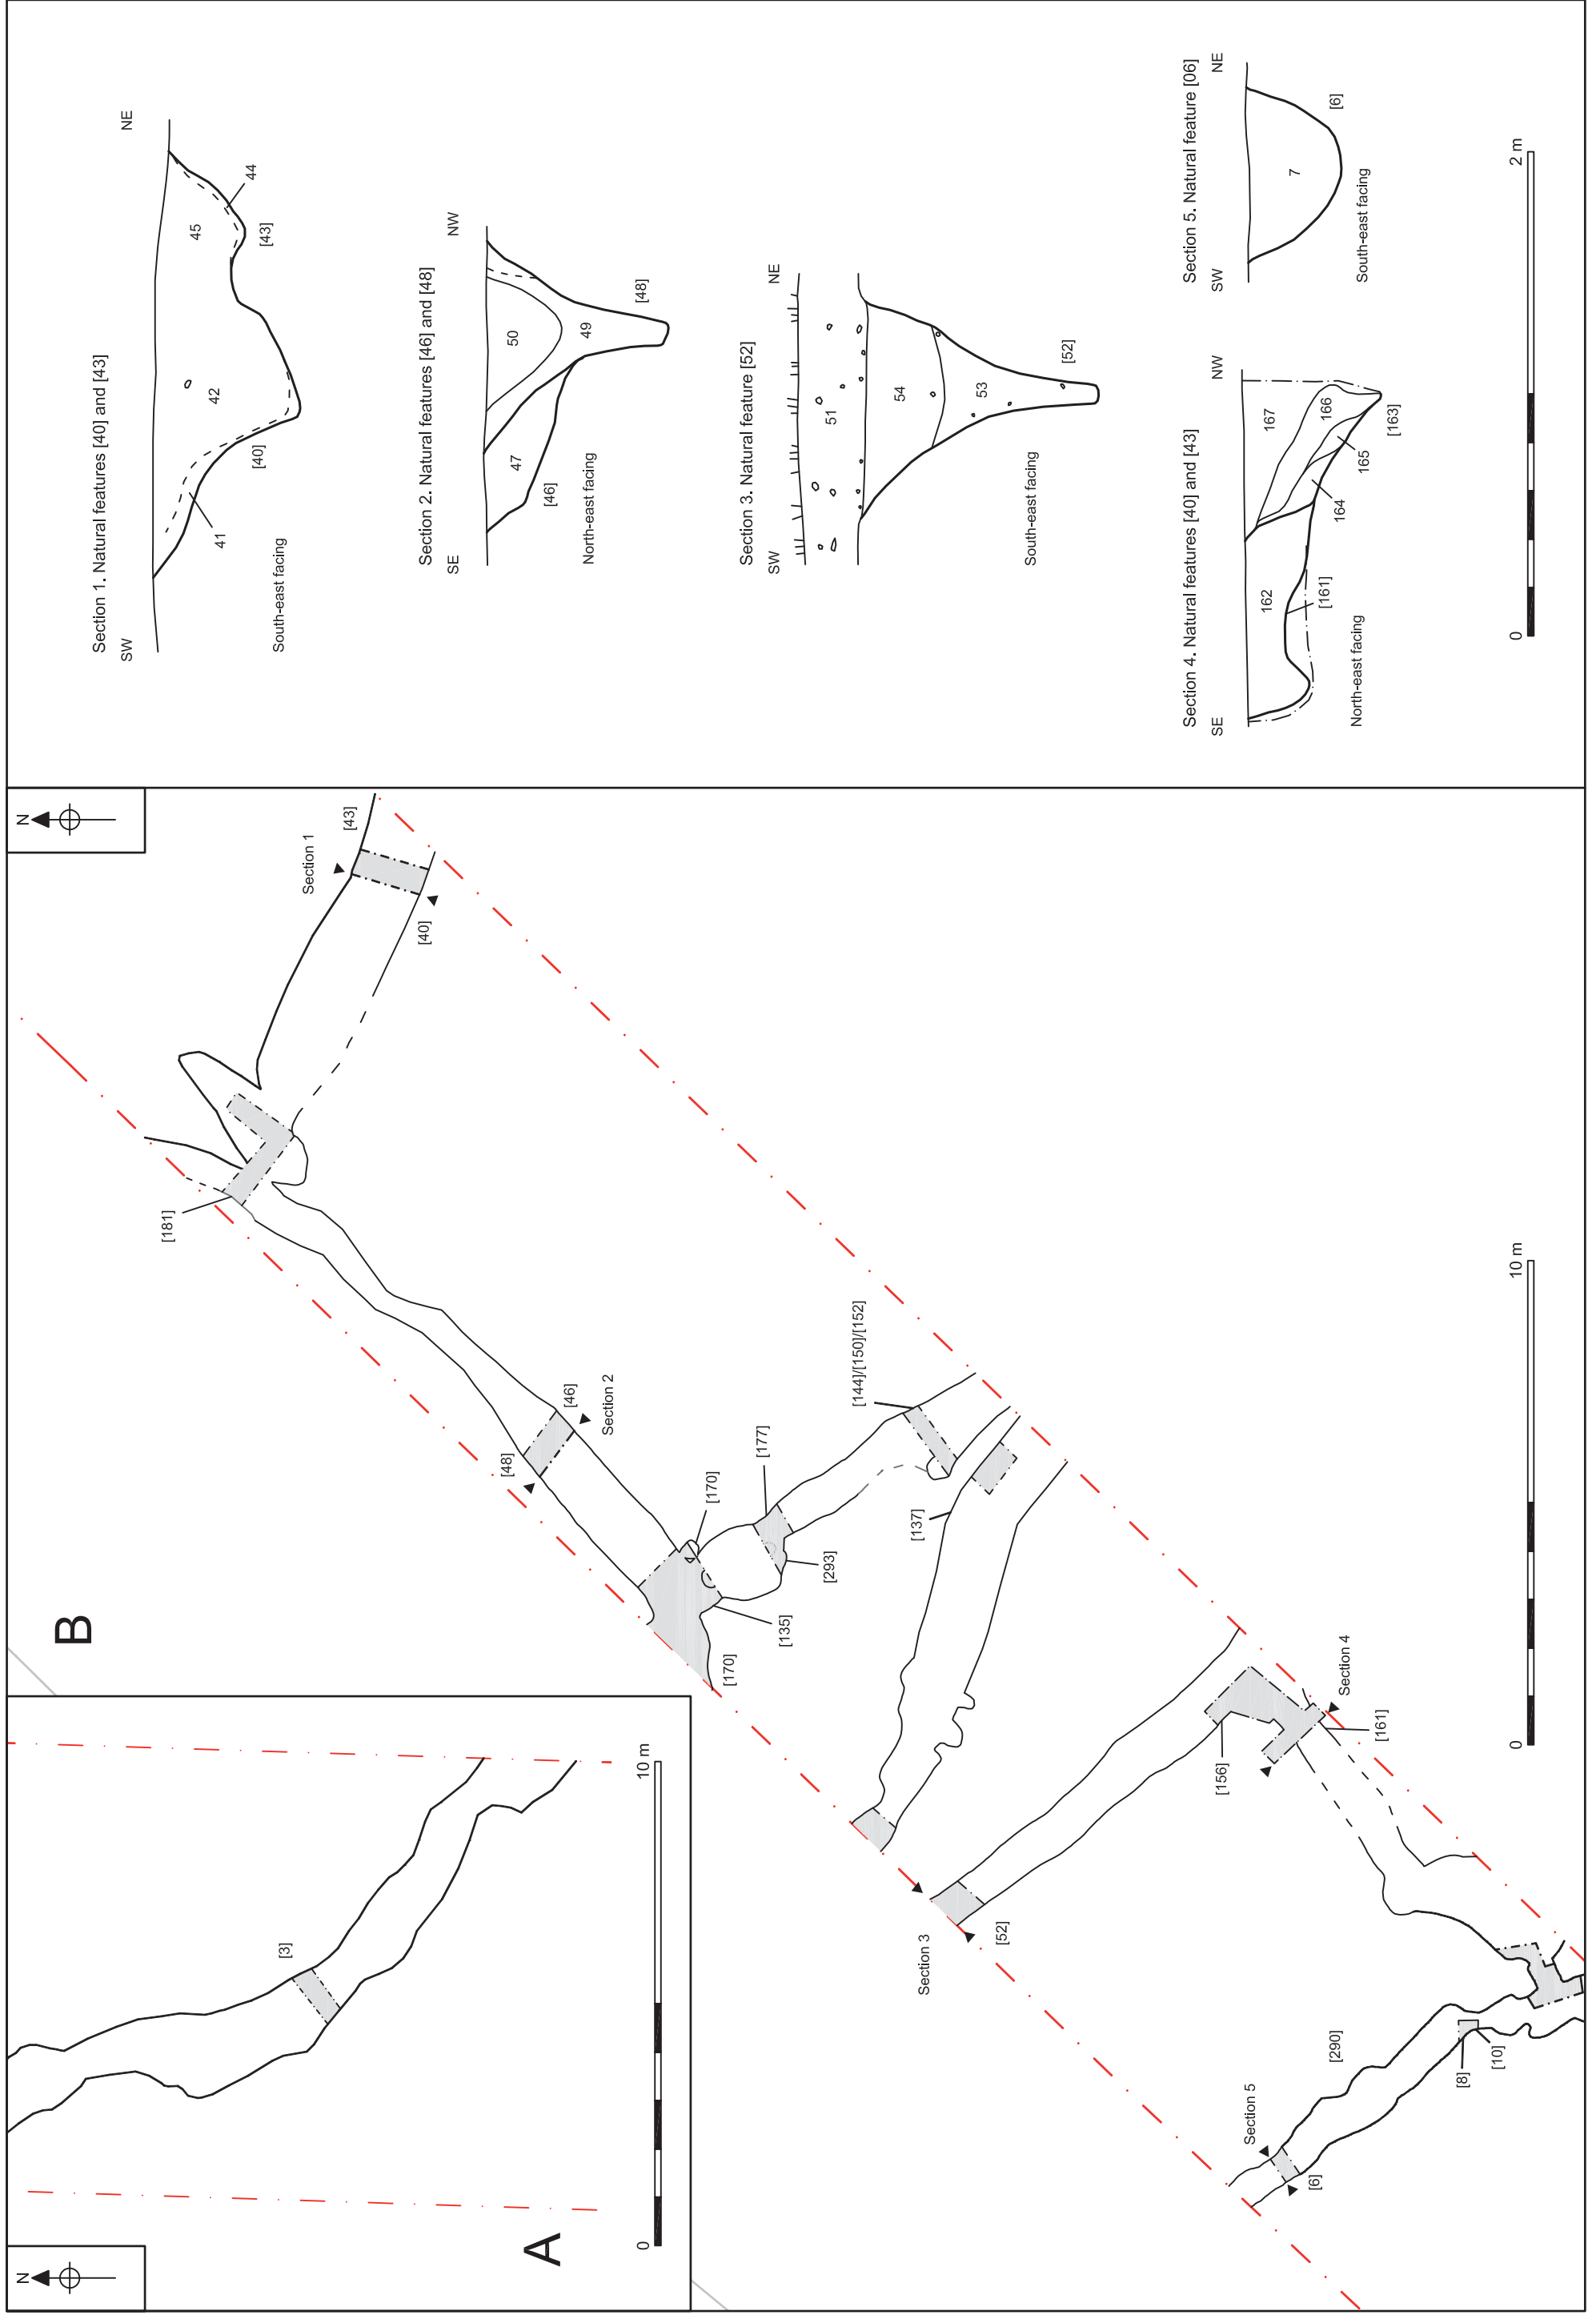 N
A
[3]
0
10 m
B
N
Section 1
[43]
[40]
[181]
[46]
Section 2
[48]
[170]
[177]
[144]/[150]/[152]
[137]
[293]
[135]
[170]
Section 3
[52]
[156]
Section 4
[161]
[290]
Section 5
[6]
[8]
[10]
0
10 m
Section 1. Natural features [40] and [43]
SW
NE
41
42
45
44
[40]
[43]
South-east facing
Section 2. Natural features [46] and [48]
SE
NW
47
50
49
[46]
[48]
North-east facing
Section 3. Natural feature [52]
SW
NE
51
54
53
[52]
South-east facing
Section 4. Natural features [40] and [43]
SE
NW
162
167
166
165
164
[161]
[163]
North-east facing
Section 5. Natural feature [06]
SW
NE
7
[6]
South-east facing
0
2 m